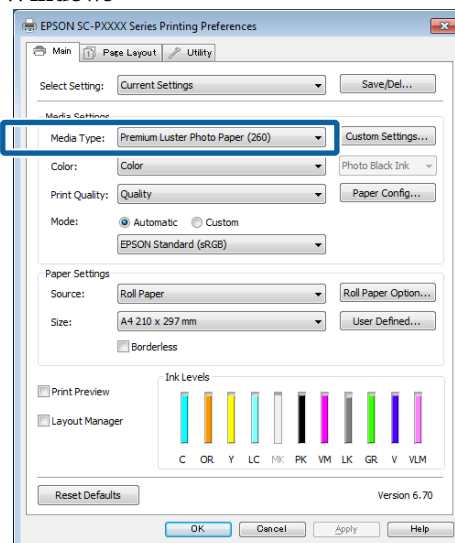 EPSON SC-PXXXX Series Printing Preferences
Main Page Layout Utility
Select Setting: Current Settings Save/Del...
Media Settings
Media Type: Premium Luster Photo Paper (260) Custom Settings...
Color: Color Photo Black Ink
Print Quality: Quality Paper Config...
Mode: Automatic Custom
EPSON Standard (sRGB)
Paper Settings
Source: Roll Paper Roll Paper Option...
Size: A4 210 x 297 mm User Defined...
Borderless
Ink Levels
Print Preview
Layout Manager
C OR Y LC MK PK VM LK GR V VLM
Reset Defaults Version 6.70
OK Cancel Apply Help